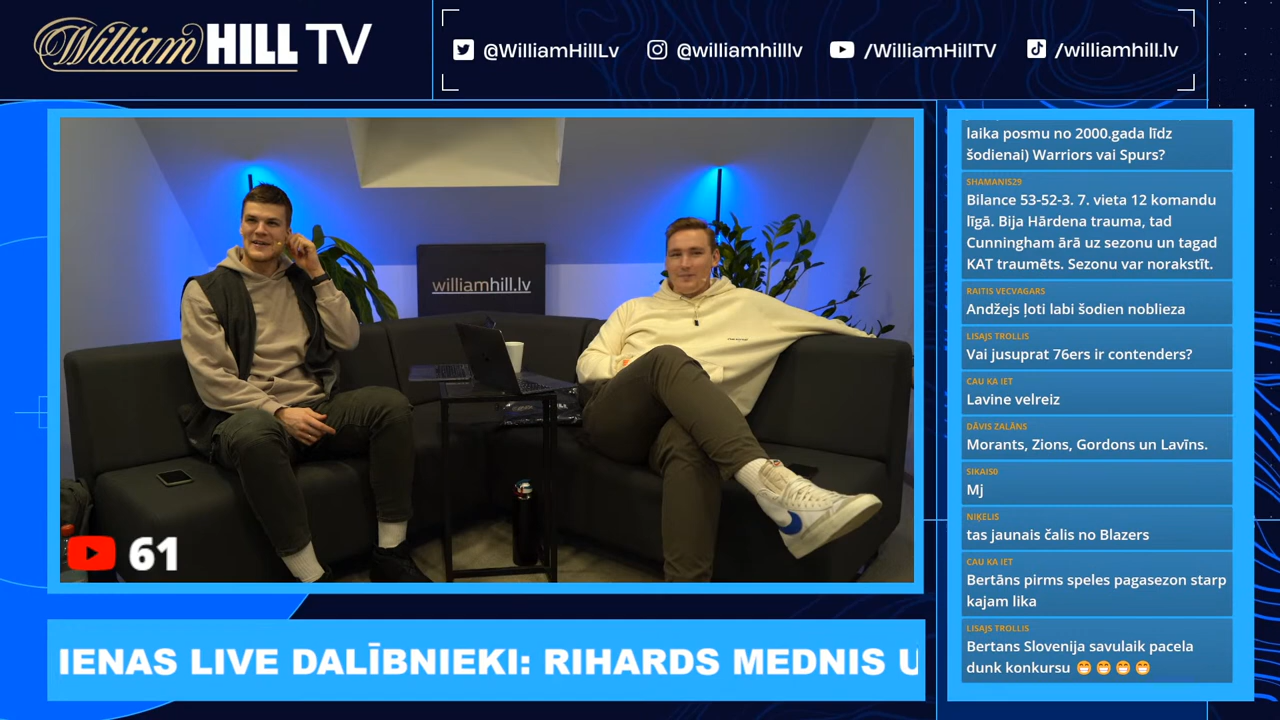 William HILL TV
@WilliamHillLv
@williamhilllv
/WilliamHillTV
/williamhill.lv
williamhill.lv
61
IENAS LIVE DALĪBNIEKI: RIHARDS MEDNIS U
laika posmu no 2000.gada līdz
šodienai) Warriors vai Spurs?
SHAMANIS29
Bilance 53-52-3. 7. vieta 12 komandu
līgā. Bija Hārdena trauma, tad
Cunningham ārā uz sezonu un tagad
KAT traumēts. Sezonu var norakstīt.
RAITIS VECVAGARS
Andžejs ļoti labi šodien noblieza
LISAJS TROLLIS
Vai jusuprat 76ers ir contenders?
CAU KA IET
Lavine velreiz
DĀVIS ZALĀNS
Morants, Zions, Gordons un Lavīns.
SIKAIS0
Mj
NIĶELIS
tas jaunais čalis no Blazers
CAU KA IET
Bertāns pirms speles pagasezon starp
kajam lika
LISAJS TROLLIS
Bertans Slovenija savulaik pacela
dunk konkursu 😁😁😁😁